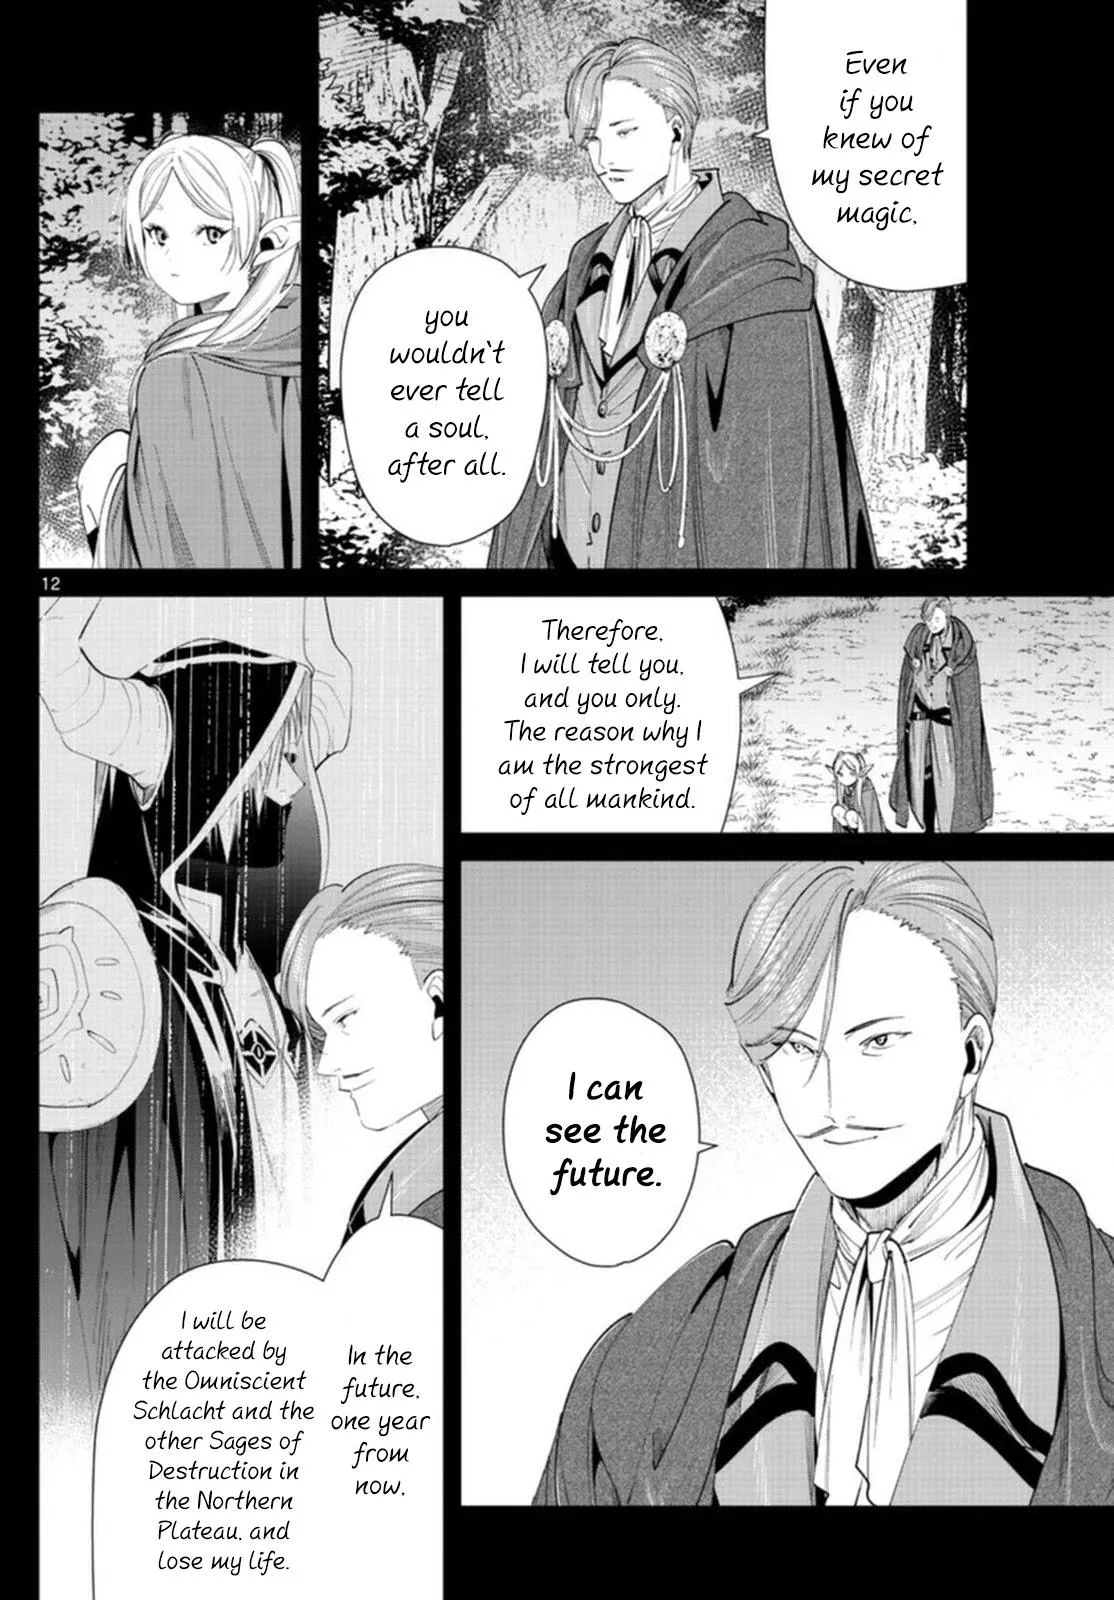 Even
if you
knew of
my secret
magic,
you
wouldn't
ever tell
a soul,
after all.
12
Therefore,
I will tell you,
and you only.
The reason why I
am the strongest
of all mankind.
I can
see the
future.
In the
future,
one year
from
now,
I will be
attacked by
the Omniscient
Schlacht and the
other Sages of
Destruction in
the Northern
Plateau, and
lose my life.